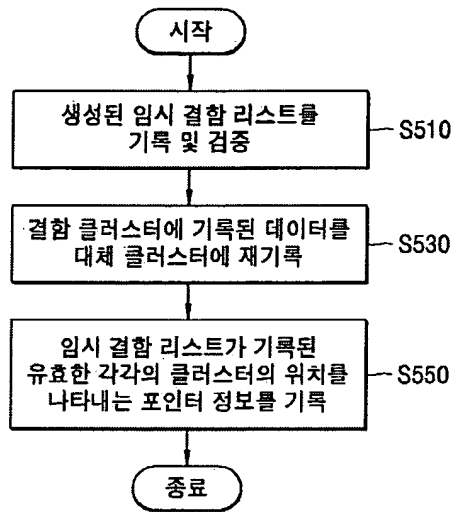 시작
생성된 임시 결함 리스트를
기록 및 검증
S510
결함 클러스터에 기록된 데이터를
대체 클러스터에 재기록
S530
임시 결함 리스트가 기록된
유효한 각각의 클러스터의 위치를
나타내는 포인터 정보를 기록
S550
종료